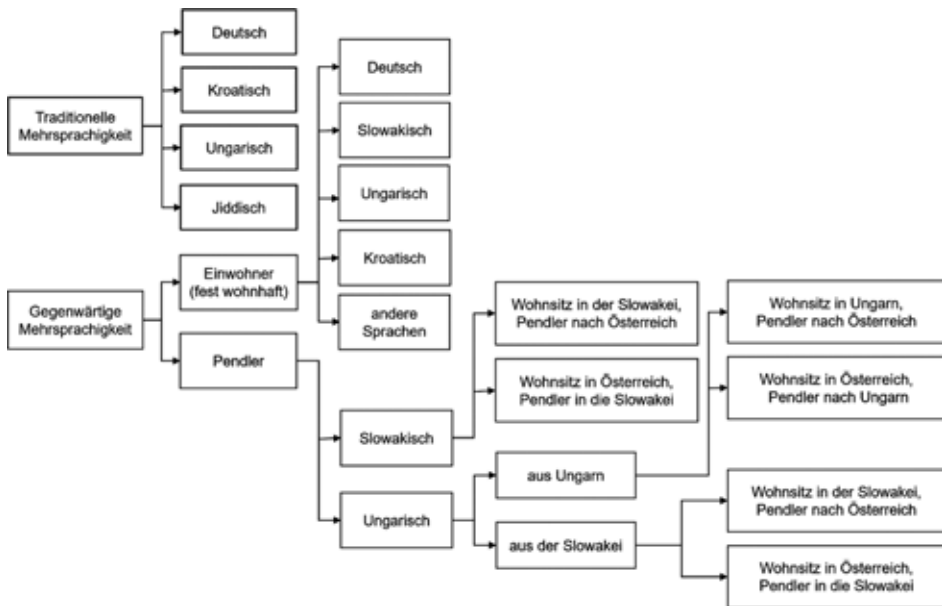 Traditionelle
Mehrsprachigkeit
Deutsch
Kroatisch
Ungarisch
Jiddisch
Gegenwärtige
Mehrsprachigkeit
Einwohner
(fest wohnhaft)
Pendler
Deutsch
Slowakisch
Ungarisch
Kroatisch
andere
Sprachen
Slowakisch
Ungarisch
Wohnsitz in der Slowakei,
Pendler nach Österreich
Wohnsitz in Österreich,
Pendler in die Slowakei
aus Ungarn
aus der Slowakei
Wohnsitz in Ungarn,
Pendler nach Österreich
Wohnsitz in Österreich,
Pendler nach Ungarn
Wohnsitz in der Slowakei,
Pendler nach Österreich
Wohnsitz in Österreich,
Pendler in die Slowakei